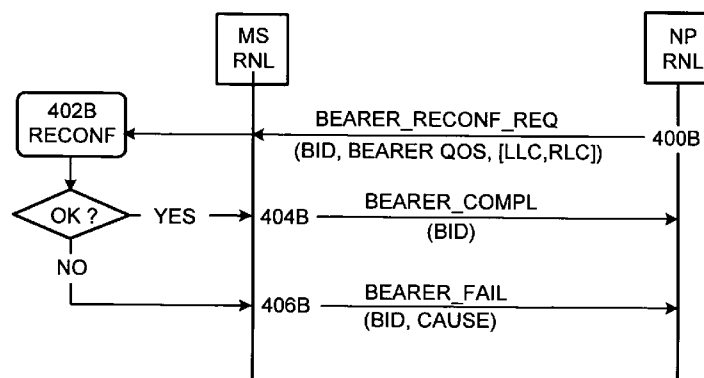 MS
RNL
NP
RNL
402B
RECONF
BEARER_RECONF_REQ
400B
(BID, BEARER QOS, [LLC,RLC])
OK ?
YES
404B
BEARER_COMPL
(BID)
NO
406B
BEARER_FAIL
(BID, CAUSE)